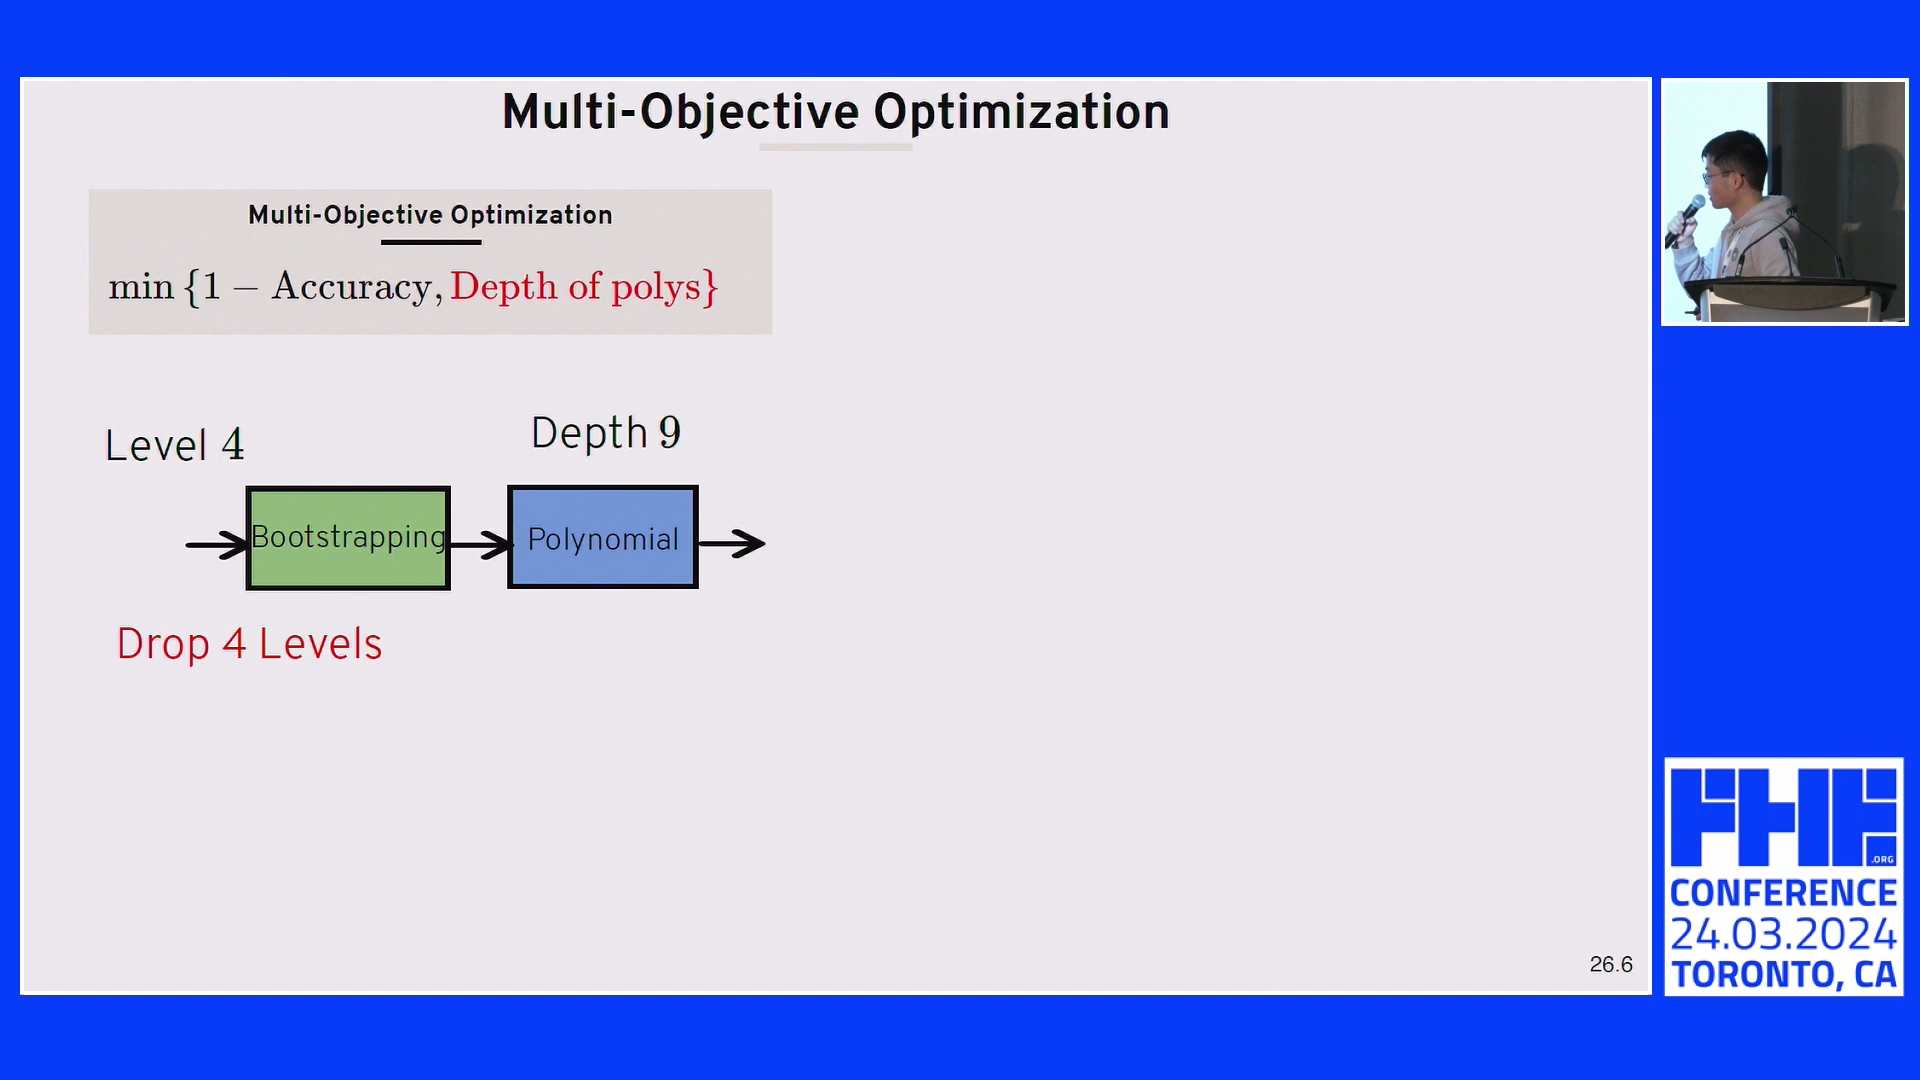 Multi-Objective Optimization
Multi-Objective Optimization
min {1 − Accuracy, Depth of polys}
Level 4
Depth 9
Bootstrapping
Polynomial
Drop 4 Levels
26.6
FHE
.ORG
CONFERENCE
24.03.2024
TORONTO, CA